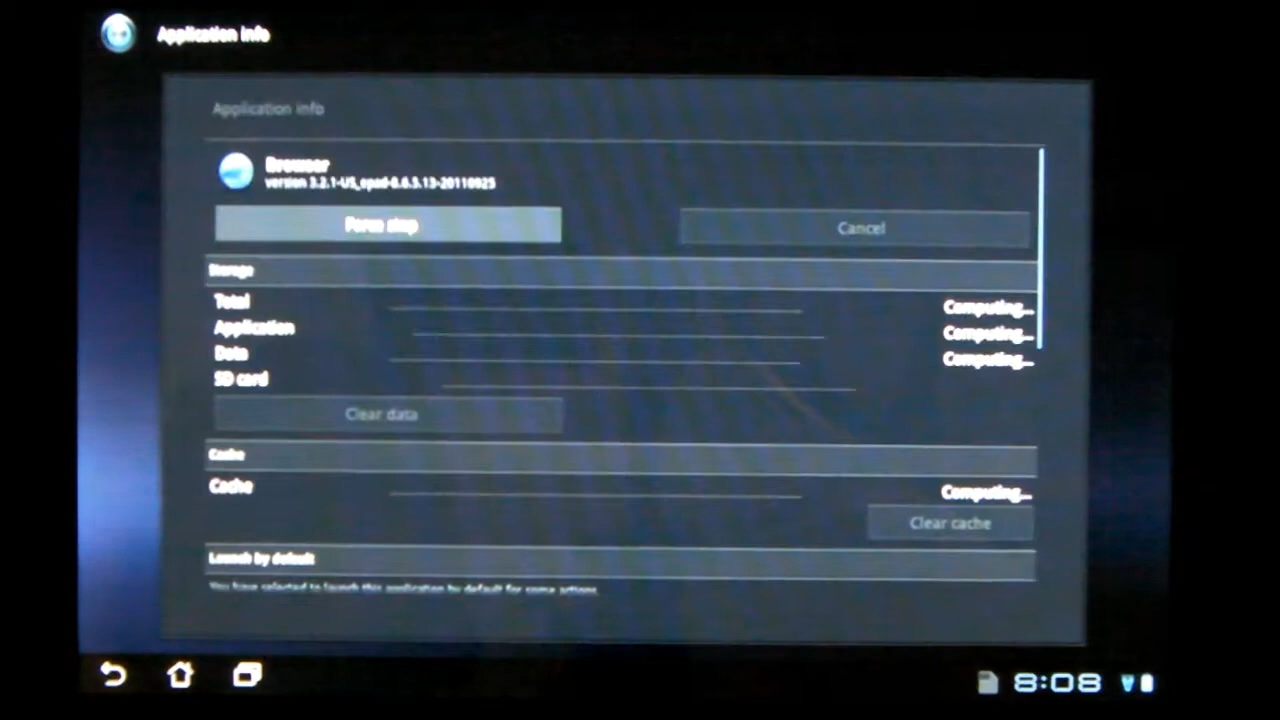 Application info
Application info
Browser
version 3.2.1-US_epad-8.6.5.13-20110925
Force stop
Cancel
Storage
Total
Computing...
Application
Computing...
Data
Computing...
SD card
Clear data
Cache
Cache
Computing...
Clear cache
Launch by default
You have selected to launch this application by default for some actions.
8:08